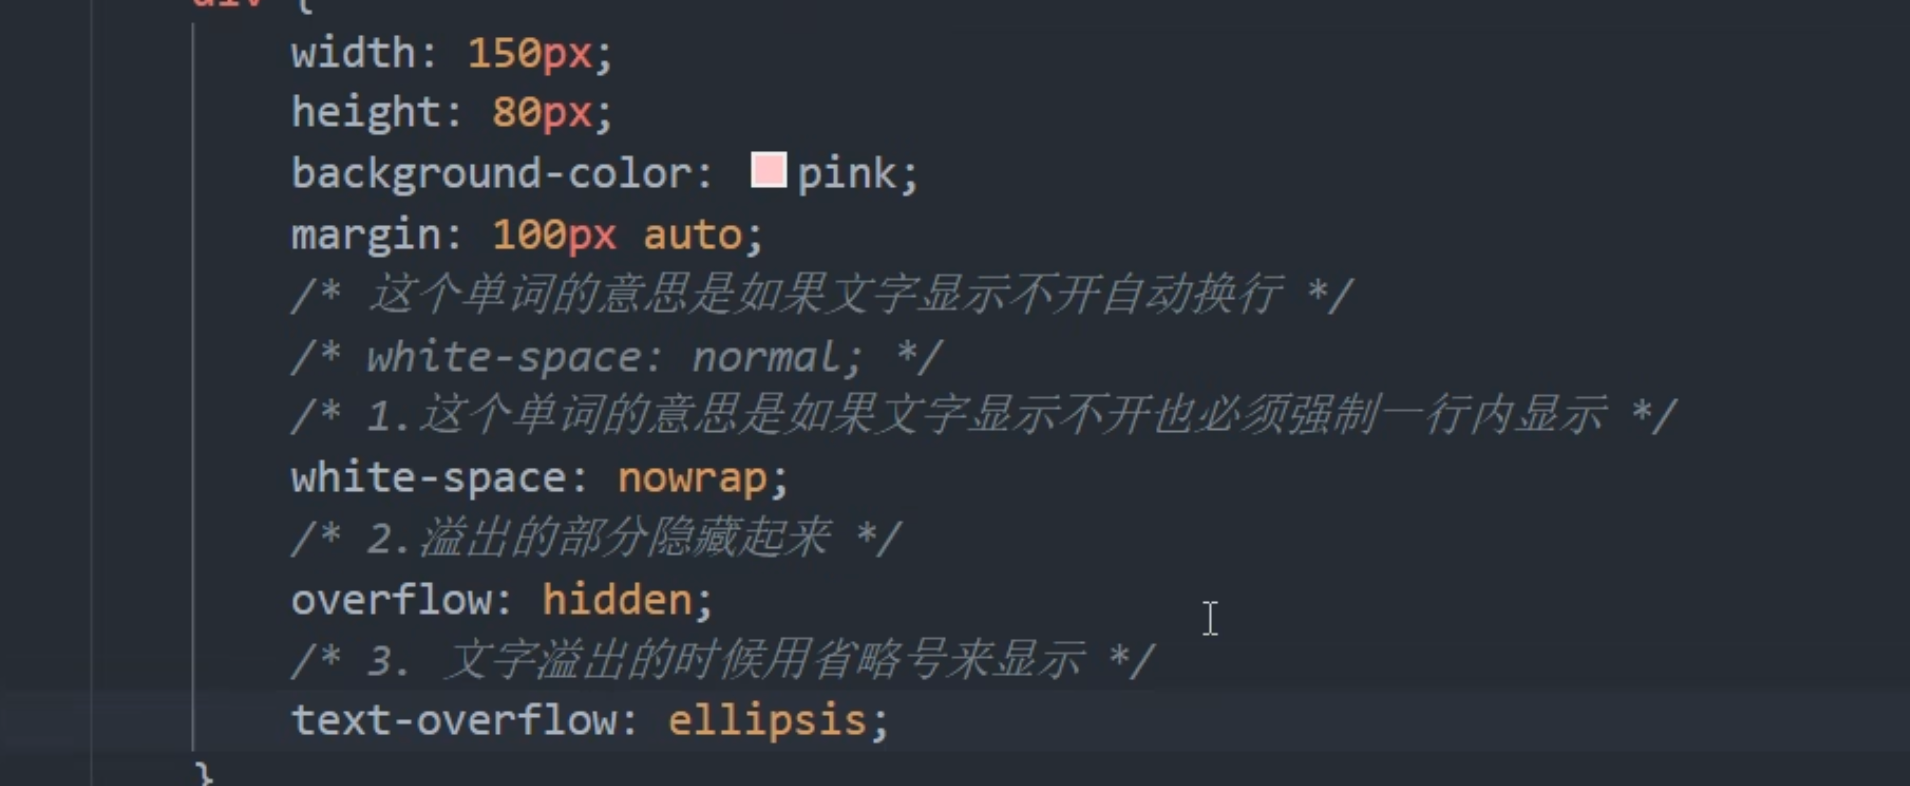 div {
width: 150px;
height: 80px;
background-color: pink;
margin: 100px auto;
/* 这个单词的意思是如果文字显示不开自动换行 */
/* white-space: normal; */
/* 1.这个单词的意思是如果文字显示不开也必须强制一行内显示 */
white-space: nowrap;
/* 2.溢出的部分隐藏起来 */
overflow: hidden;
/* 3. 文字溢出的时候用省略号来显示 */
text-overflow: ellipsis;
}